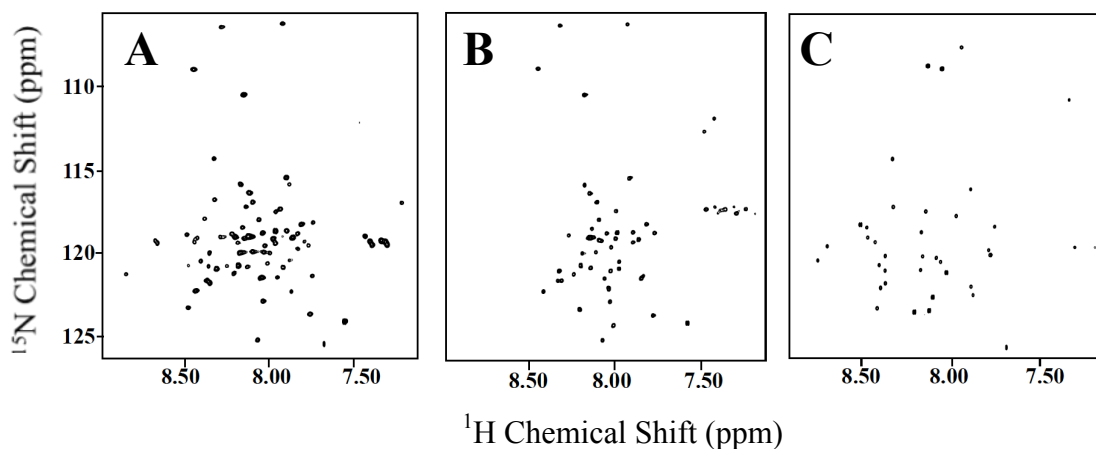 A
B
C
¹⁵N Chemical Shift (ppm)
110
115
120
125
8.50 8.00 7.50
8.50 8.00 7.50
8.50 8.00 7.50
¹H Chemical Shift (ppm)